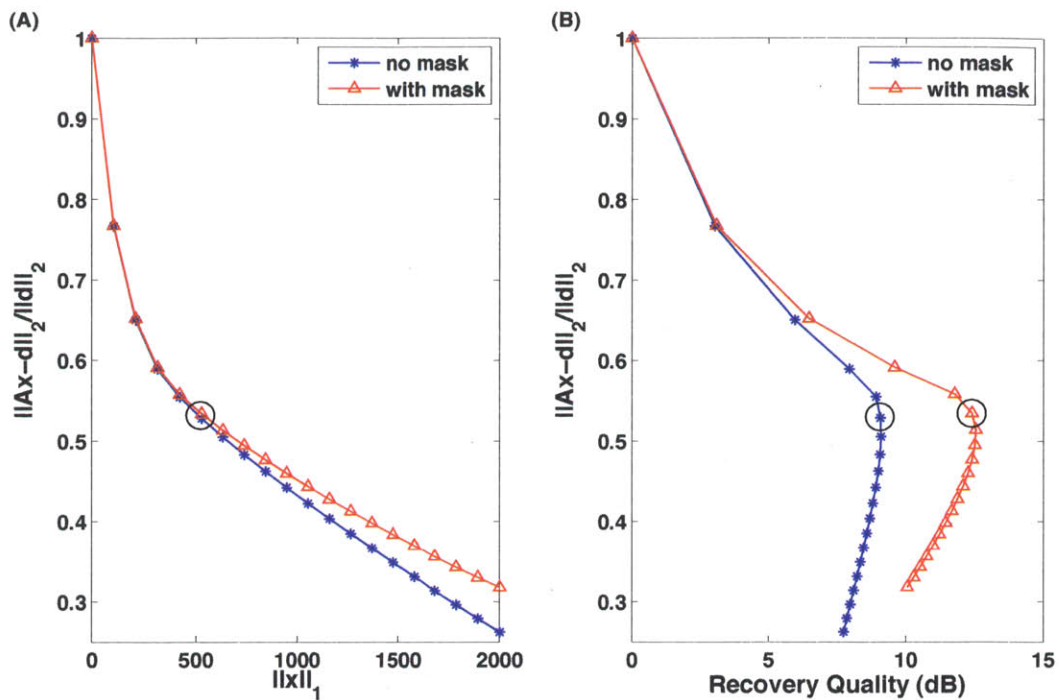 (A)
1
0.9
0.8
0.7
0.6
0.5
0.4
0.3
||Ax−d||₂/||d||₂
no mask
with mask
0
500
1000
1500
2000
||x||₁
(B)
1
0.9
0.8
0.7
0.6
0.5
0.4
0.3
||Ax−d||₂/||d||₂
no mask
with mask
0
5
10
15
Recovery Quality (dB)